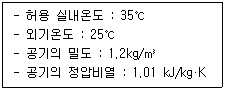 - 허용 실내온도 : 35℃
- 외기온도 : 25℃
- 공기의 밀도 : 1.2kg/㎥
- 공기의 정압비열 : 1.01 kJ/kg·K